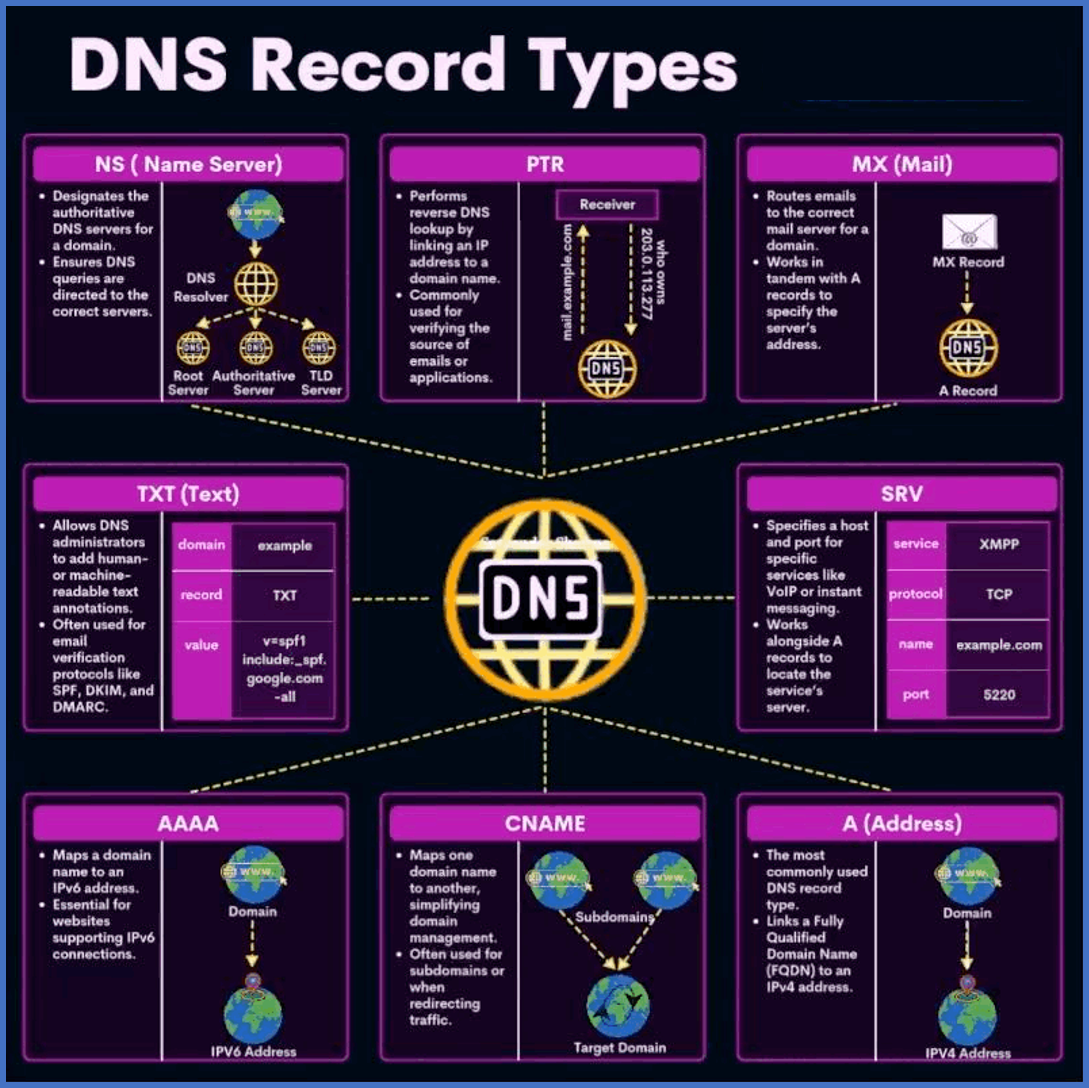 DNS Record Types
NS ( Name Server)
• Designates the
authoritative
DNS servers for
a domain.
• Ensures DNS
queries are
directed to the
correct servers.
www.
DNS
Resolver
DNS
DNS
DNS
Root
Server
Authoritative
Server
TLD
Server
PTR
• Performs
reverse DNS
lookup by
linking an IP
address to a
domain name.
• Commonly
used for
verifying the
source of
emails or
applications.
Receiver
mail.example.com
who owns
203.0.113.277
DNS
MX (Mail)
• Routes emails
to the correct
mail server for a
domain.
• Works in
tandem with A
records to
specify the
server's
address.
@
MX Record
DNS
A Record
TXT (Text)
• Allows DNS
administrators
to add human-
or machine-
readable text
annotations.
• Often used for
email
verification
protocols like
SPF, DKIM, and
DMARC.
domain example
record TXT
value v=spf1
include:_spf.
google.com
-all
DNS
SRV
• Specifies a host
and port for
specific
services like
VoIP or instant
messaging.
• Works
alongside A
records to
locate the
service's
server.
service XMPP
protocol TCP
name example.com
port 5220
AAAA
• Maps a domain
name to an
IPv6 address.
• Essential for
websites
supporting IPv6
connections.
www.
Domain
IPV6 Address
CNAME
• Maps one
domain name
to another,
simplifying
domain
management.
• Often used for
subdomains or
when
redirecting
traffic.
www.
www.
Subdomains
Target Domain
A (Address)
• The most
commonly used
DNS record
type.
• Links a Fully
Qualified
Domain Name
(FQDN) to an
IPv4 address.
www.
Domain
IPV4 Address